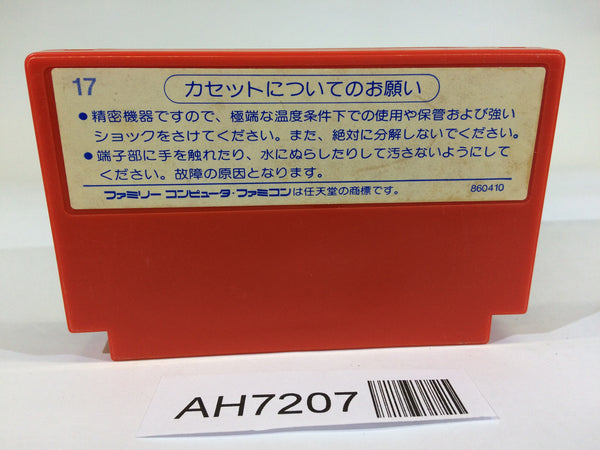 17
カセットについてのお願い
●精密機器ですので、極端な温度条件下での使用や保管および強い
ショックをさけてください。また、絶対に分解しないでください。
●端子部に手を触れたり、水にぬらしたりして汚さないようにして
ください。故障の原因となります。
ファミリーコンピュータ・ファミコンは任天堂の商標です。
860410
AH7207